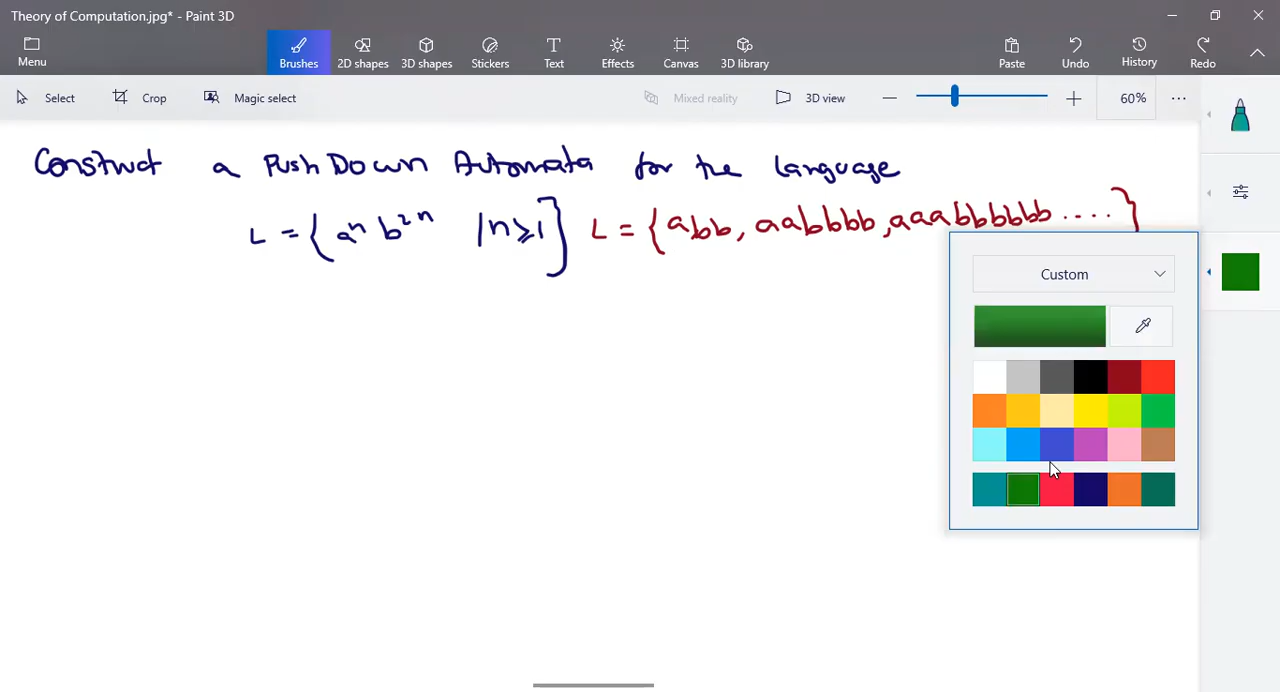 Theory of Computation.jpg* - Paint 3D
Menu Brushes 2D shapes 3D shapes Stickers Text Effects Canvas 3D library Paste Undo History Redo
Select Crop Magic select Mixed reality 3D view 60%
Construct a PushDown Automata for the language
L = { aⁿ b²ⁿ | n ≥ 1 } L = { abb, aabbbb, aaabbbbbb .... }
Custom